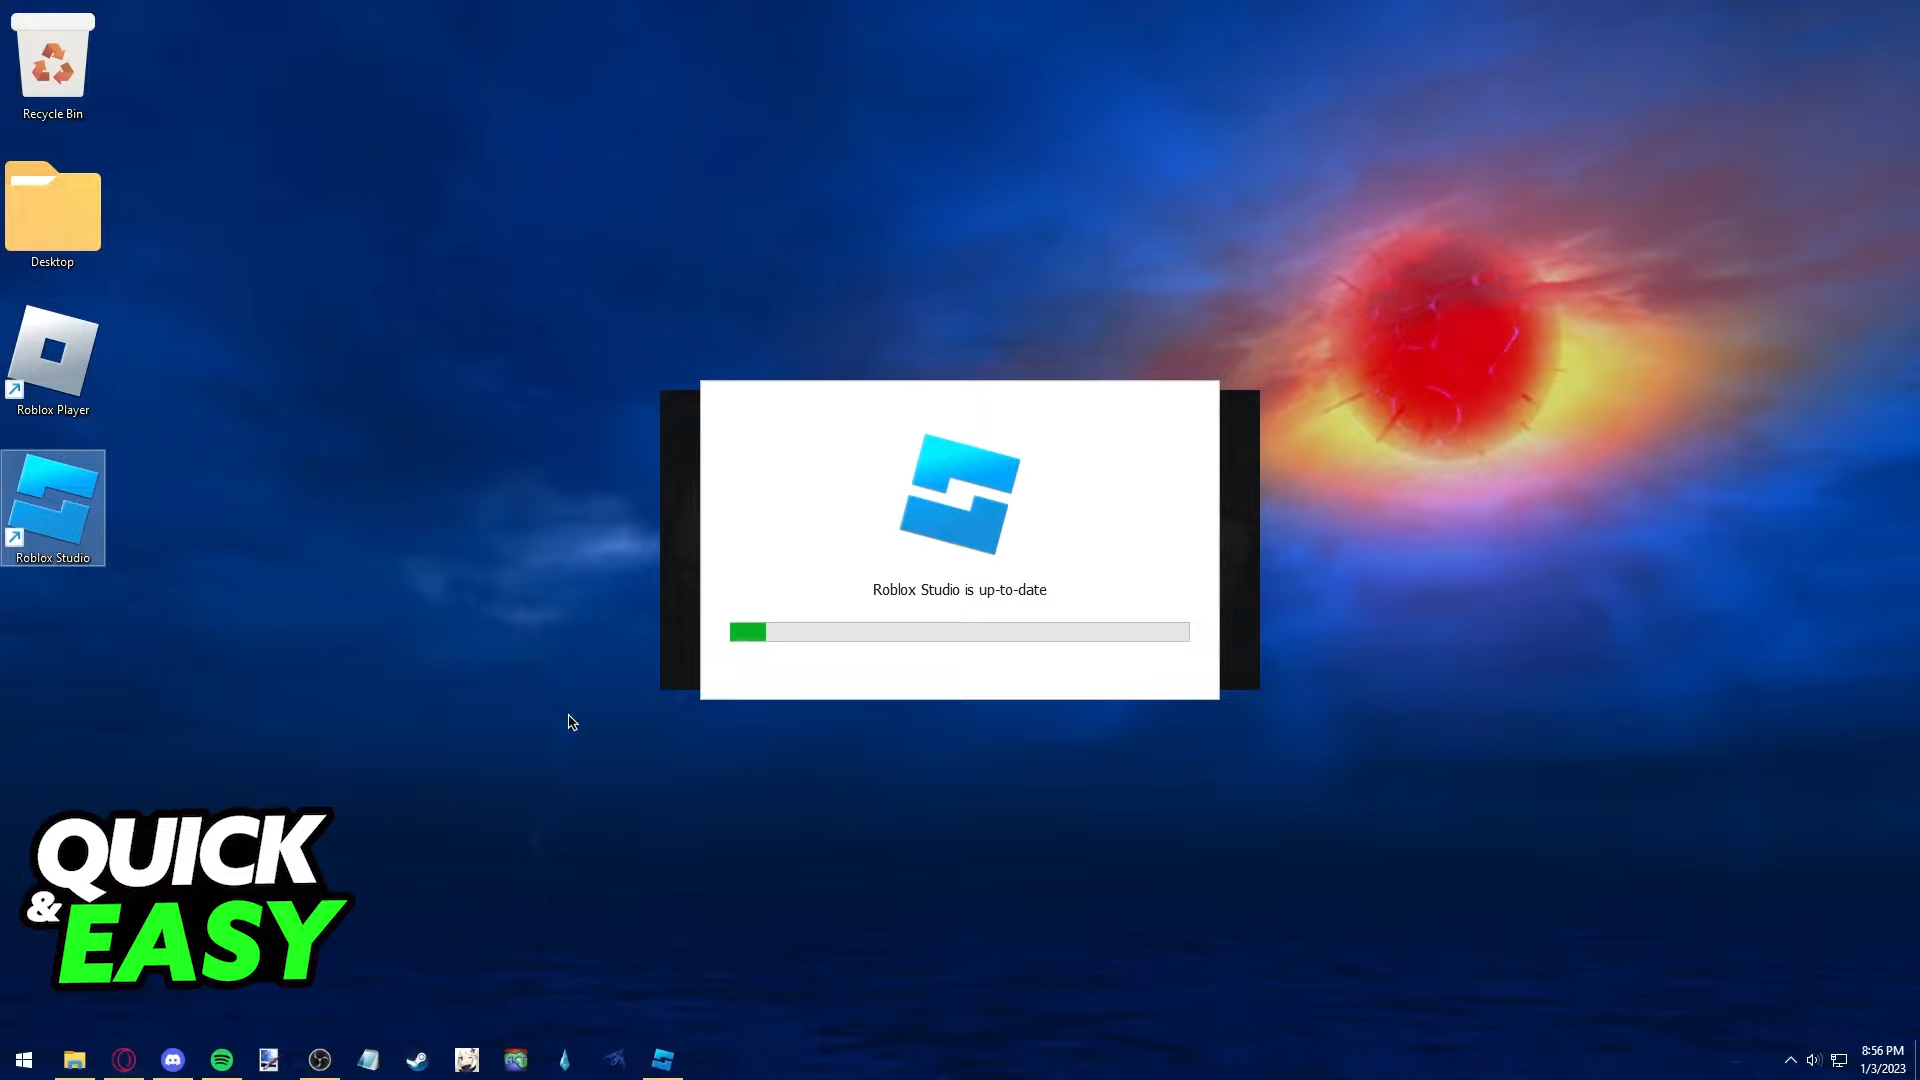 Recycle Bin
Desktop
Roblox Player
Roblox Studio
Roblox Studio is up-to-date
QUICK
& EASY
8:56 PM
1/3/2023